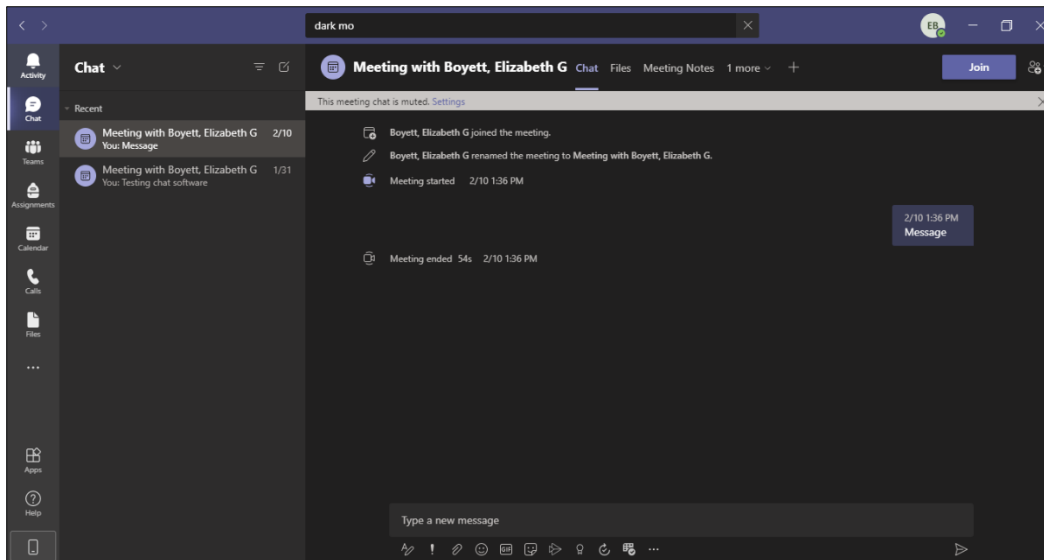 dark mo
EB
Activity
Chat
Teams
Assignments
Calendar
Calls
Files
Apps
Help
Chat
Recent
Meeting with Boyett, Elizabeth G 2/10
You: Message
Meeting with Boyett, Elizabeth G 1/31
You: Testing chat software
Meeting with Boyett, Elizabeth G Chat Files Meeting Notes 1 more Join
This meeting chat is muted. Settings
Boyett, Elizabeth G joined the meeting.
Boyett, Elizabeth G renamed the meeting to Meeting with Boyett, Elizabeth G.
Meeting started 2/10 1:36 PM
2/10 1:36 PM
Message
Meeting ended 54s 2/10 1:36 PM
Type a new message
GIF